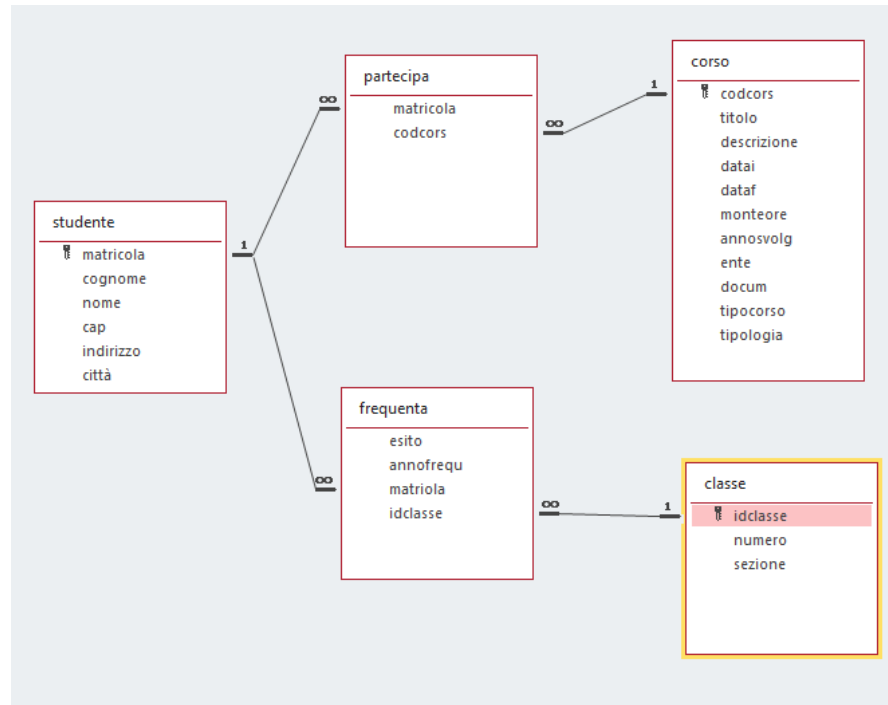 studente
matricola
cognome
nome
cap
indirizzo
città
1
∞
∞
partecipa
matricola
codcors
∞
1
corso
codcors
titolo
descrizione
datai
dataf
monteore
annosvolg
ente
docum
tipocorso
tipologia
frequenta
esito
annofrequ
matriola
idclasse
∞
1
classe
idclasse
numero
sezione